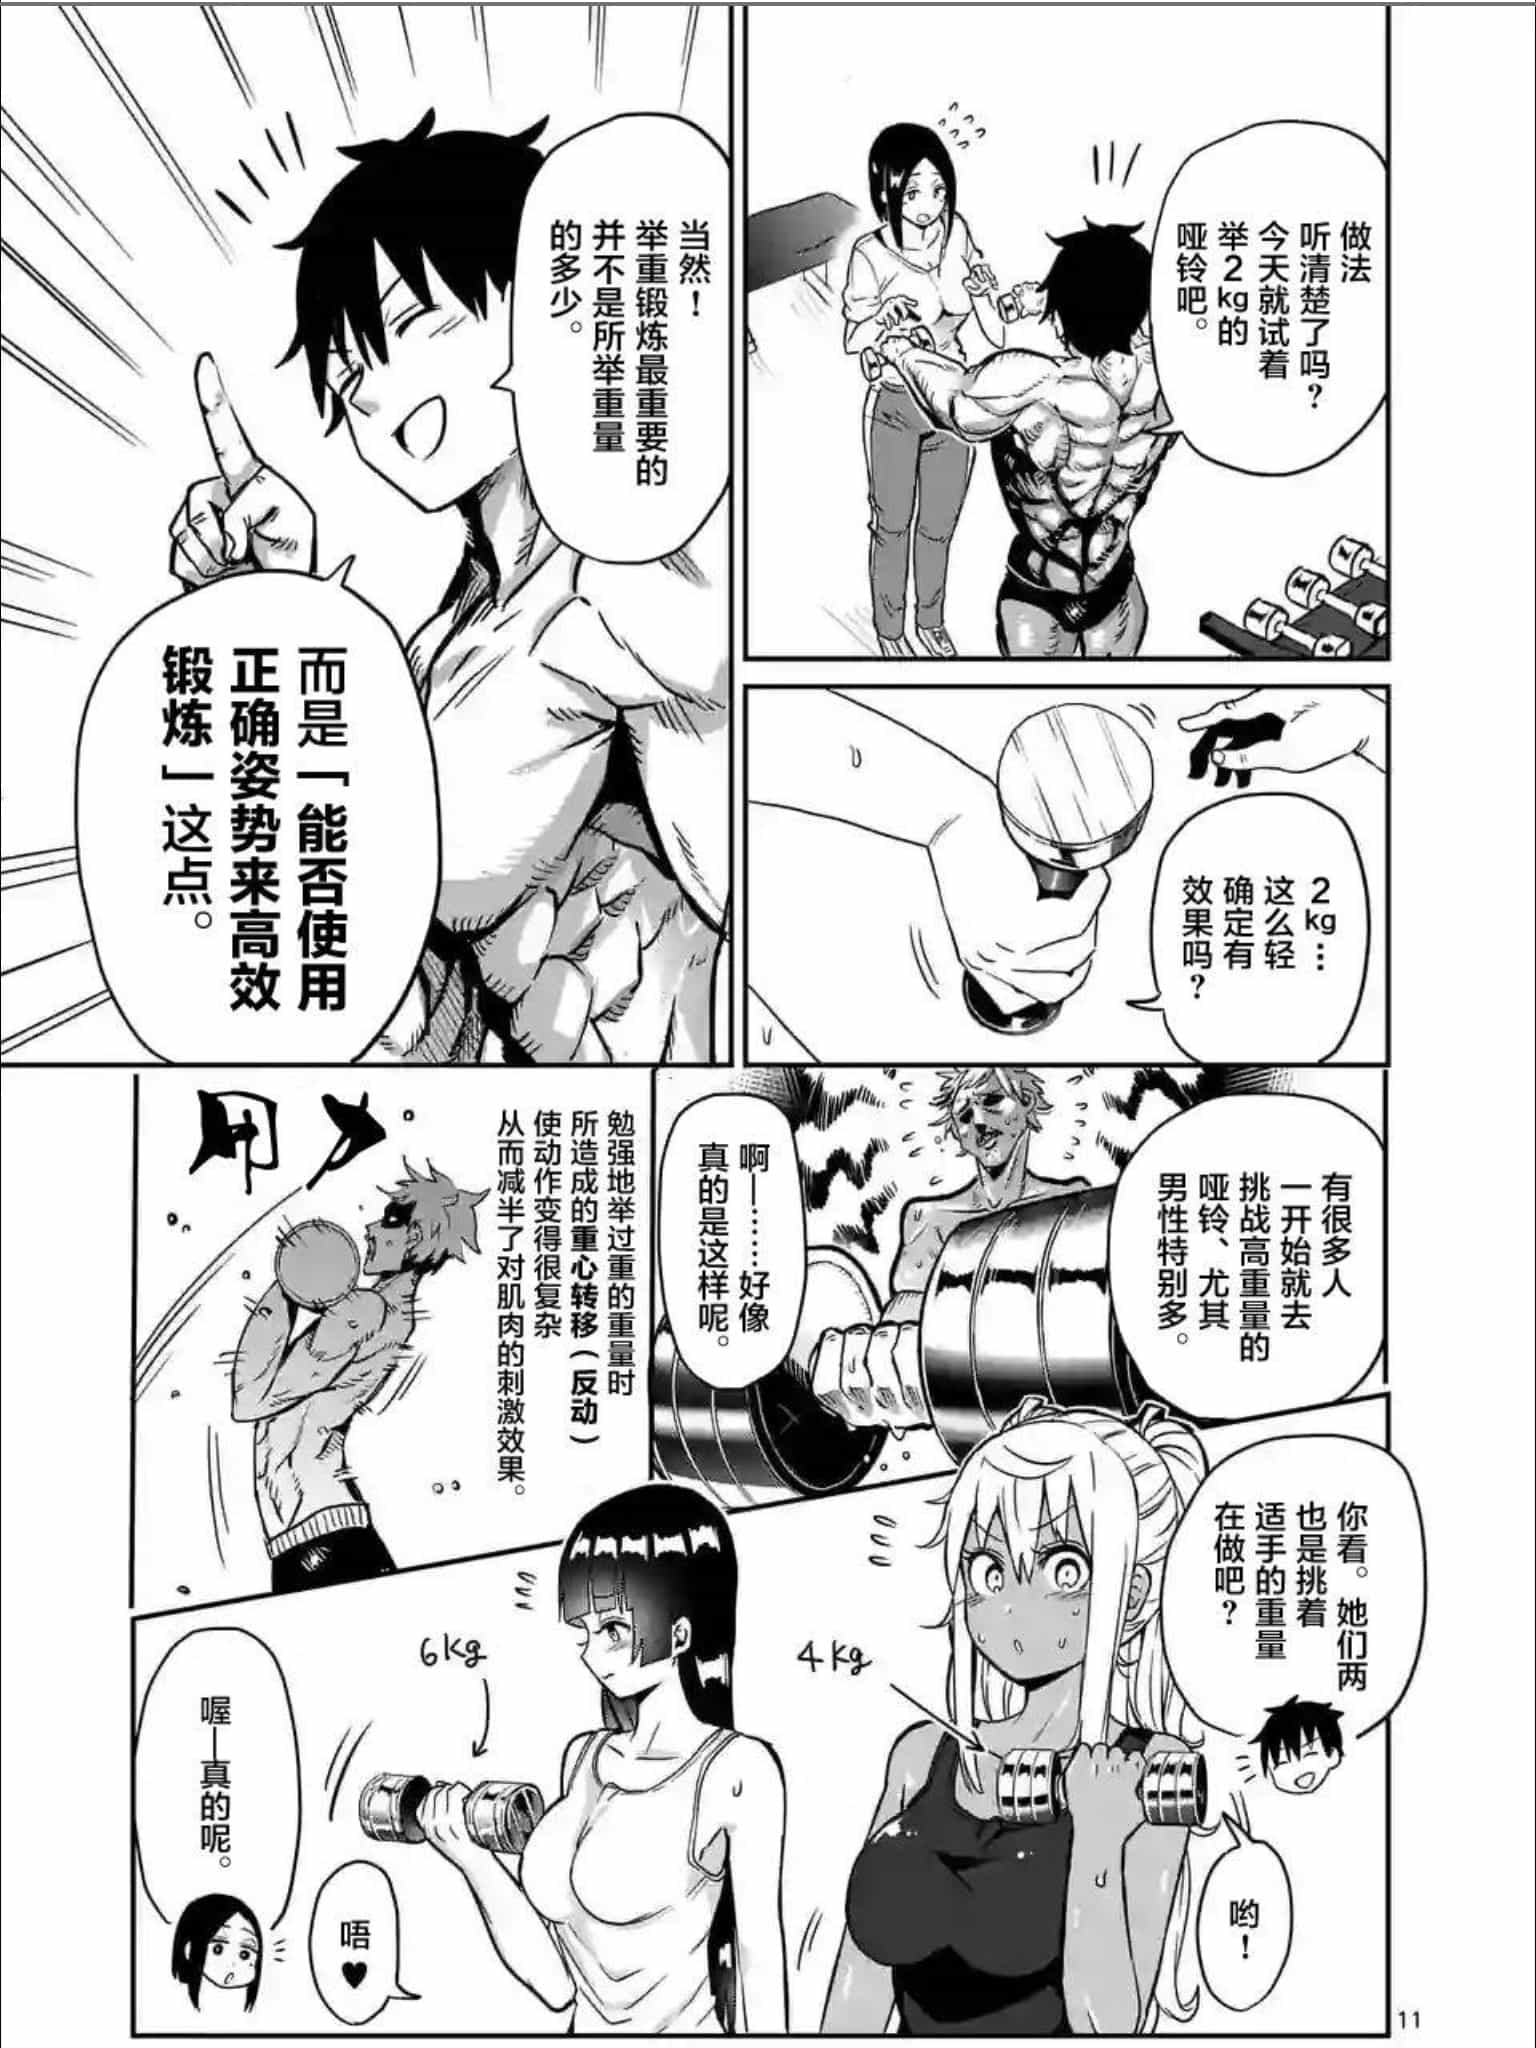 做法
听清楚了吗？
今天就试着
举2kg的
哑铃吧。
2kg…
这么轻
确定有
效果吗？
当然！
举重锻炼最重要的
并不是所举重量
的多少。
而是「能否使用
正确姿势来高效
锻炼」这点。
有很多人
一开始就去
挑战高重量的
哑铃、尤其
男性特别多。
啊—……好像
真的是这样呢。
勉强地举过重的重量时
所造成的重心转移（反动）
使动作变得很复杂
从而减半了对肌肉的刺激效果。
用力
你看。她们两
也是挑着
适手的重量
在做吧？
哟！
4kg
6kg
唔♥
喔—真的呢。
11